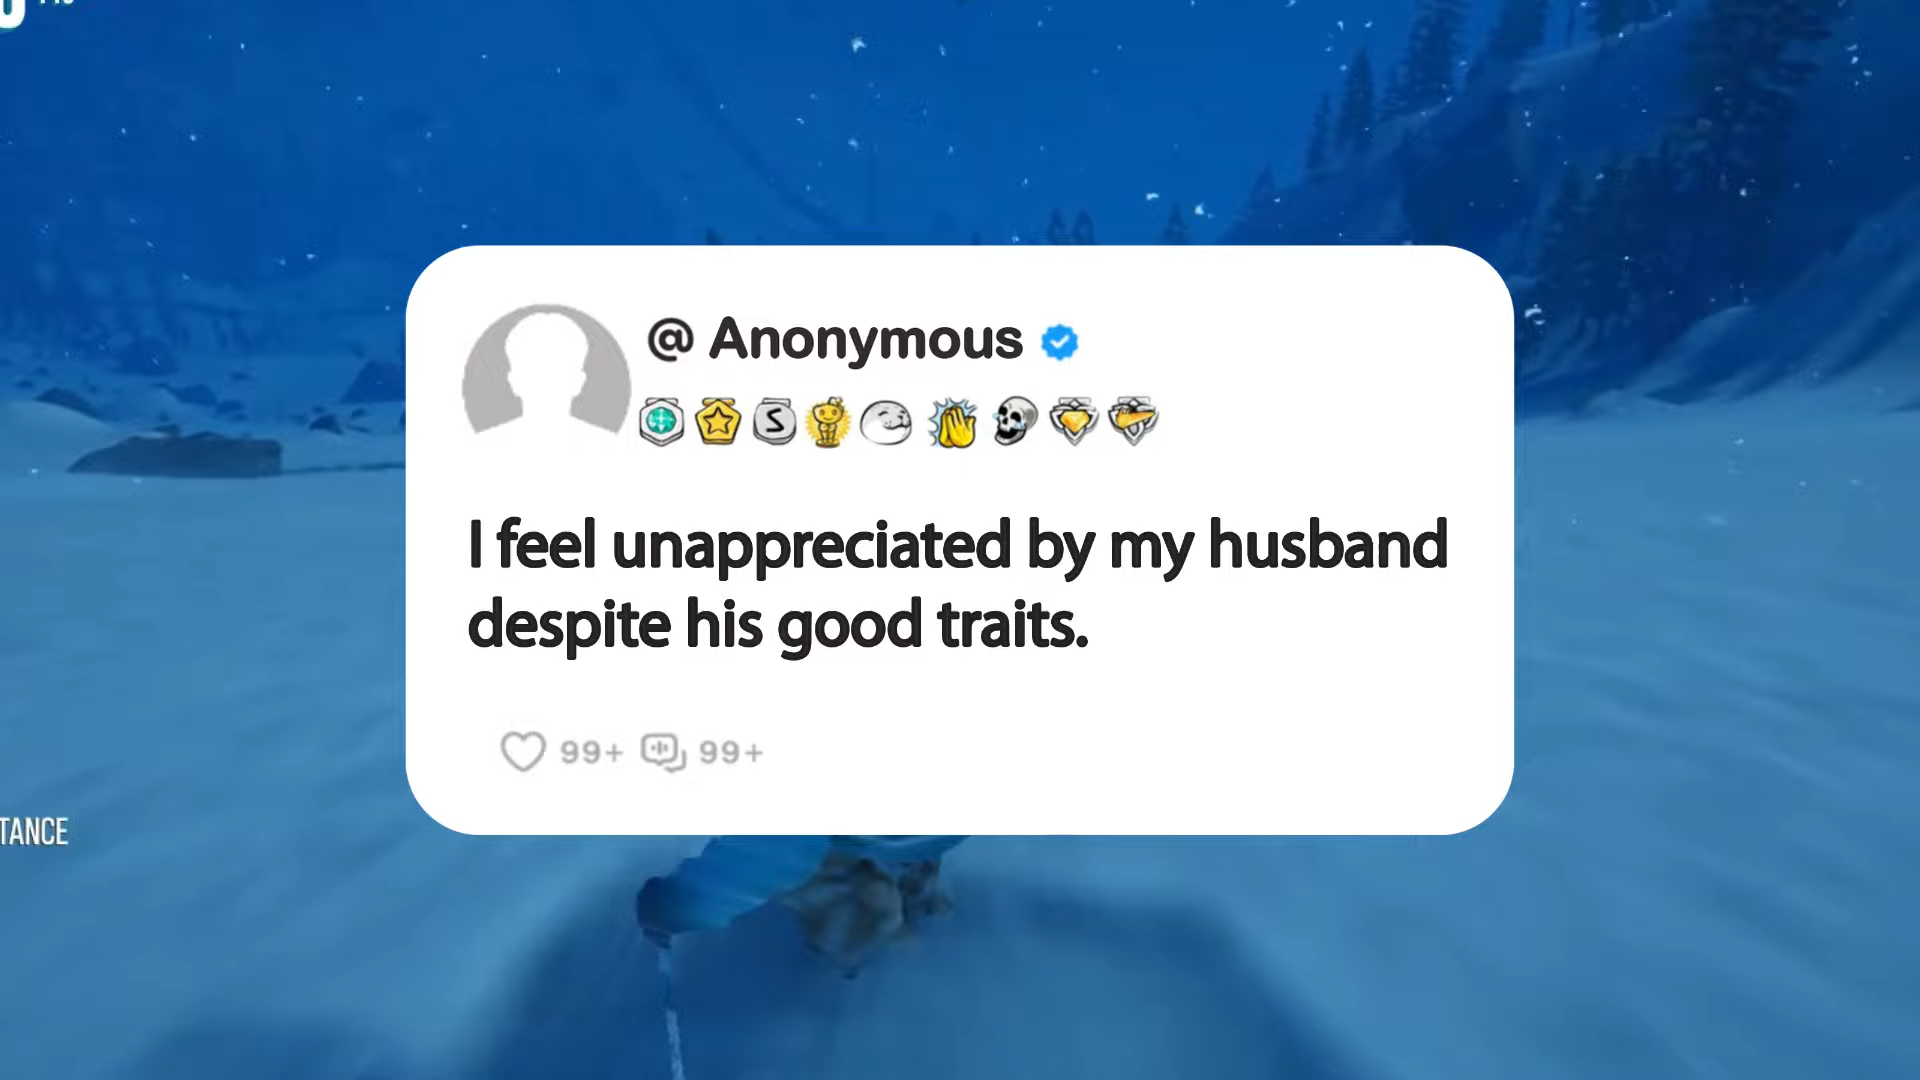 @ Anonymous
I feel unappreciated by my husband
despite his good traits.
99+ 99+
TANCE